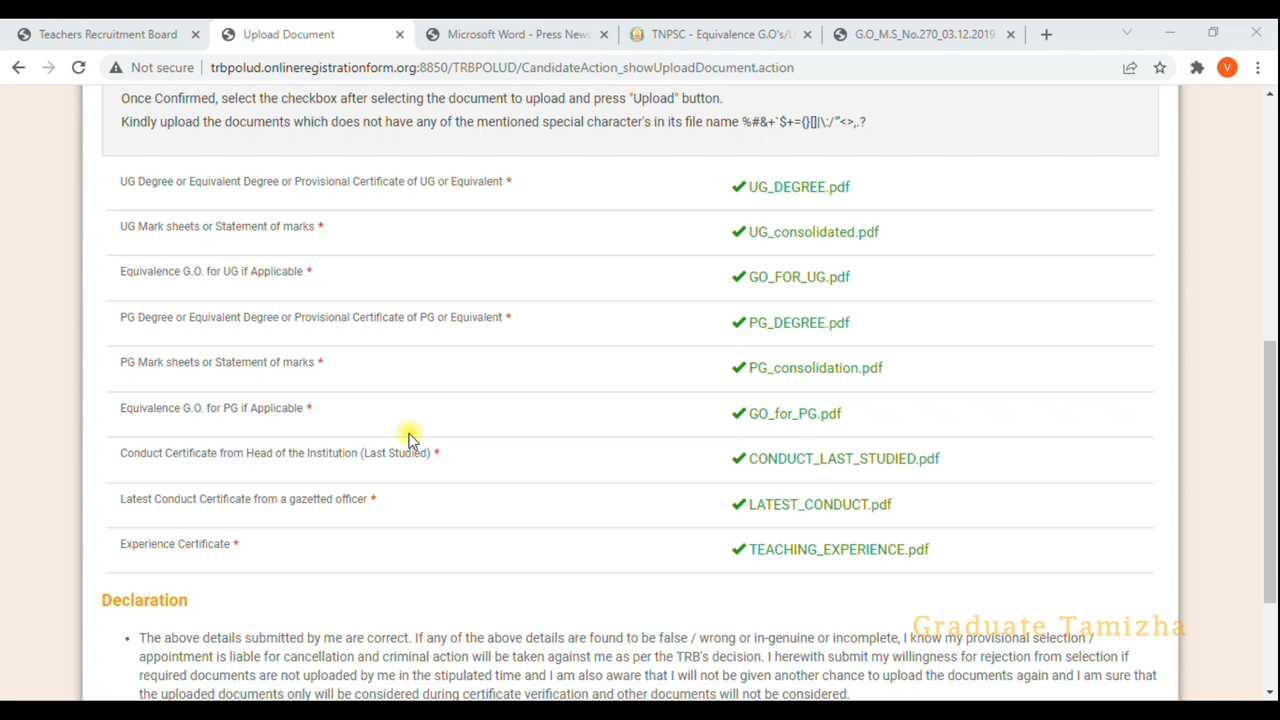 Teachers Recruitment Board
Upload Document
Microsoft Word - Press News
TNPSC - Equivalence G.O's/L
G.O_M.S_No.270_03.12.2019
Not secure
trbpolud.onlineregistrationform.org:8850/TRBPOLUD/CandidateAction_showUploadDocument.action
V
Once Confirmed, select the checkbox after selecting the document to upload and press "Upload" button.
Kindly upload the documents which does not have any of the mentioned special character's in its file name %#&+`$+={}[]|\:/'"<>,.?
UG Degree or Equivalent Degree or Provisional Certificate of UG or Equivalent *
UG_DEGREE.pdf
UG Mark sheets or Statement of marks *
UG_consolidated.pdf
Equivalence G.O. for UG if Applicable *
GO_FOR_UG.pdf
PG Degree or Equivalent Degree or Provisional Certificate of PG or Equivalent *
PG_DEGREE.pdf
PG Mark sheets or Statement of marks *
PG_consolidation.pdf
Equivalence G.O. for PG if Applicable *
GO_for_PG.pdf
Conduct Certificate from Head of the Institution (Last Studied) *
CONDUCT_LAST_STUDIED.pdf
Latest Conduct Certificate from a gazetted officer *
LATEST_CONDUCT.pdf
Experience Certificate *
TEACHING_EXPERIENCE.pdf
Declaration
Graduate Tamizha
• The above details submitted by me are correct. If any of the above details are found to be false / wrong or in-genuine or incomplete, I know my provisional selection /
appointment is liable for cancellation and criminal action will be taken against me as per the TRB's decision. I herewith submit my willingness for rejection from selection if
required documents are not uploaded by me in the stipulated time and I am also aware that I will not be given another chance to upload the documents again and I am sure that
the uploaded documents only will be considered during certificate verification and other documents will not be considered.